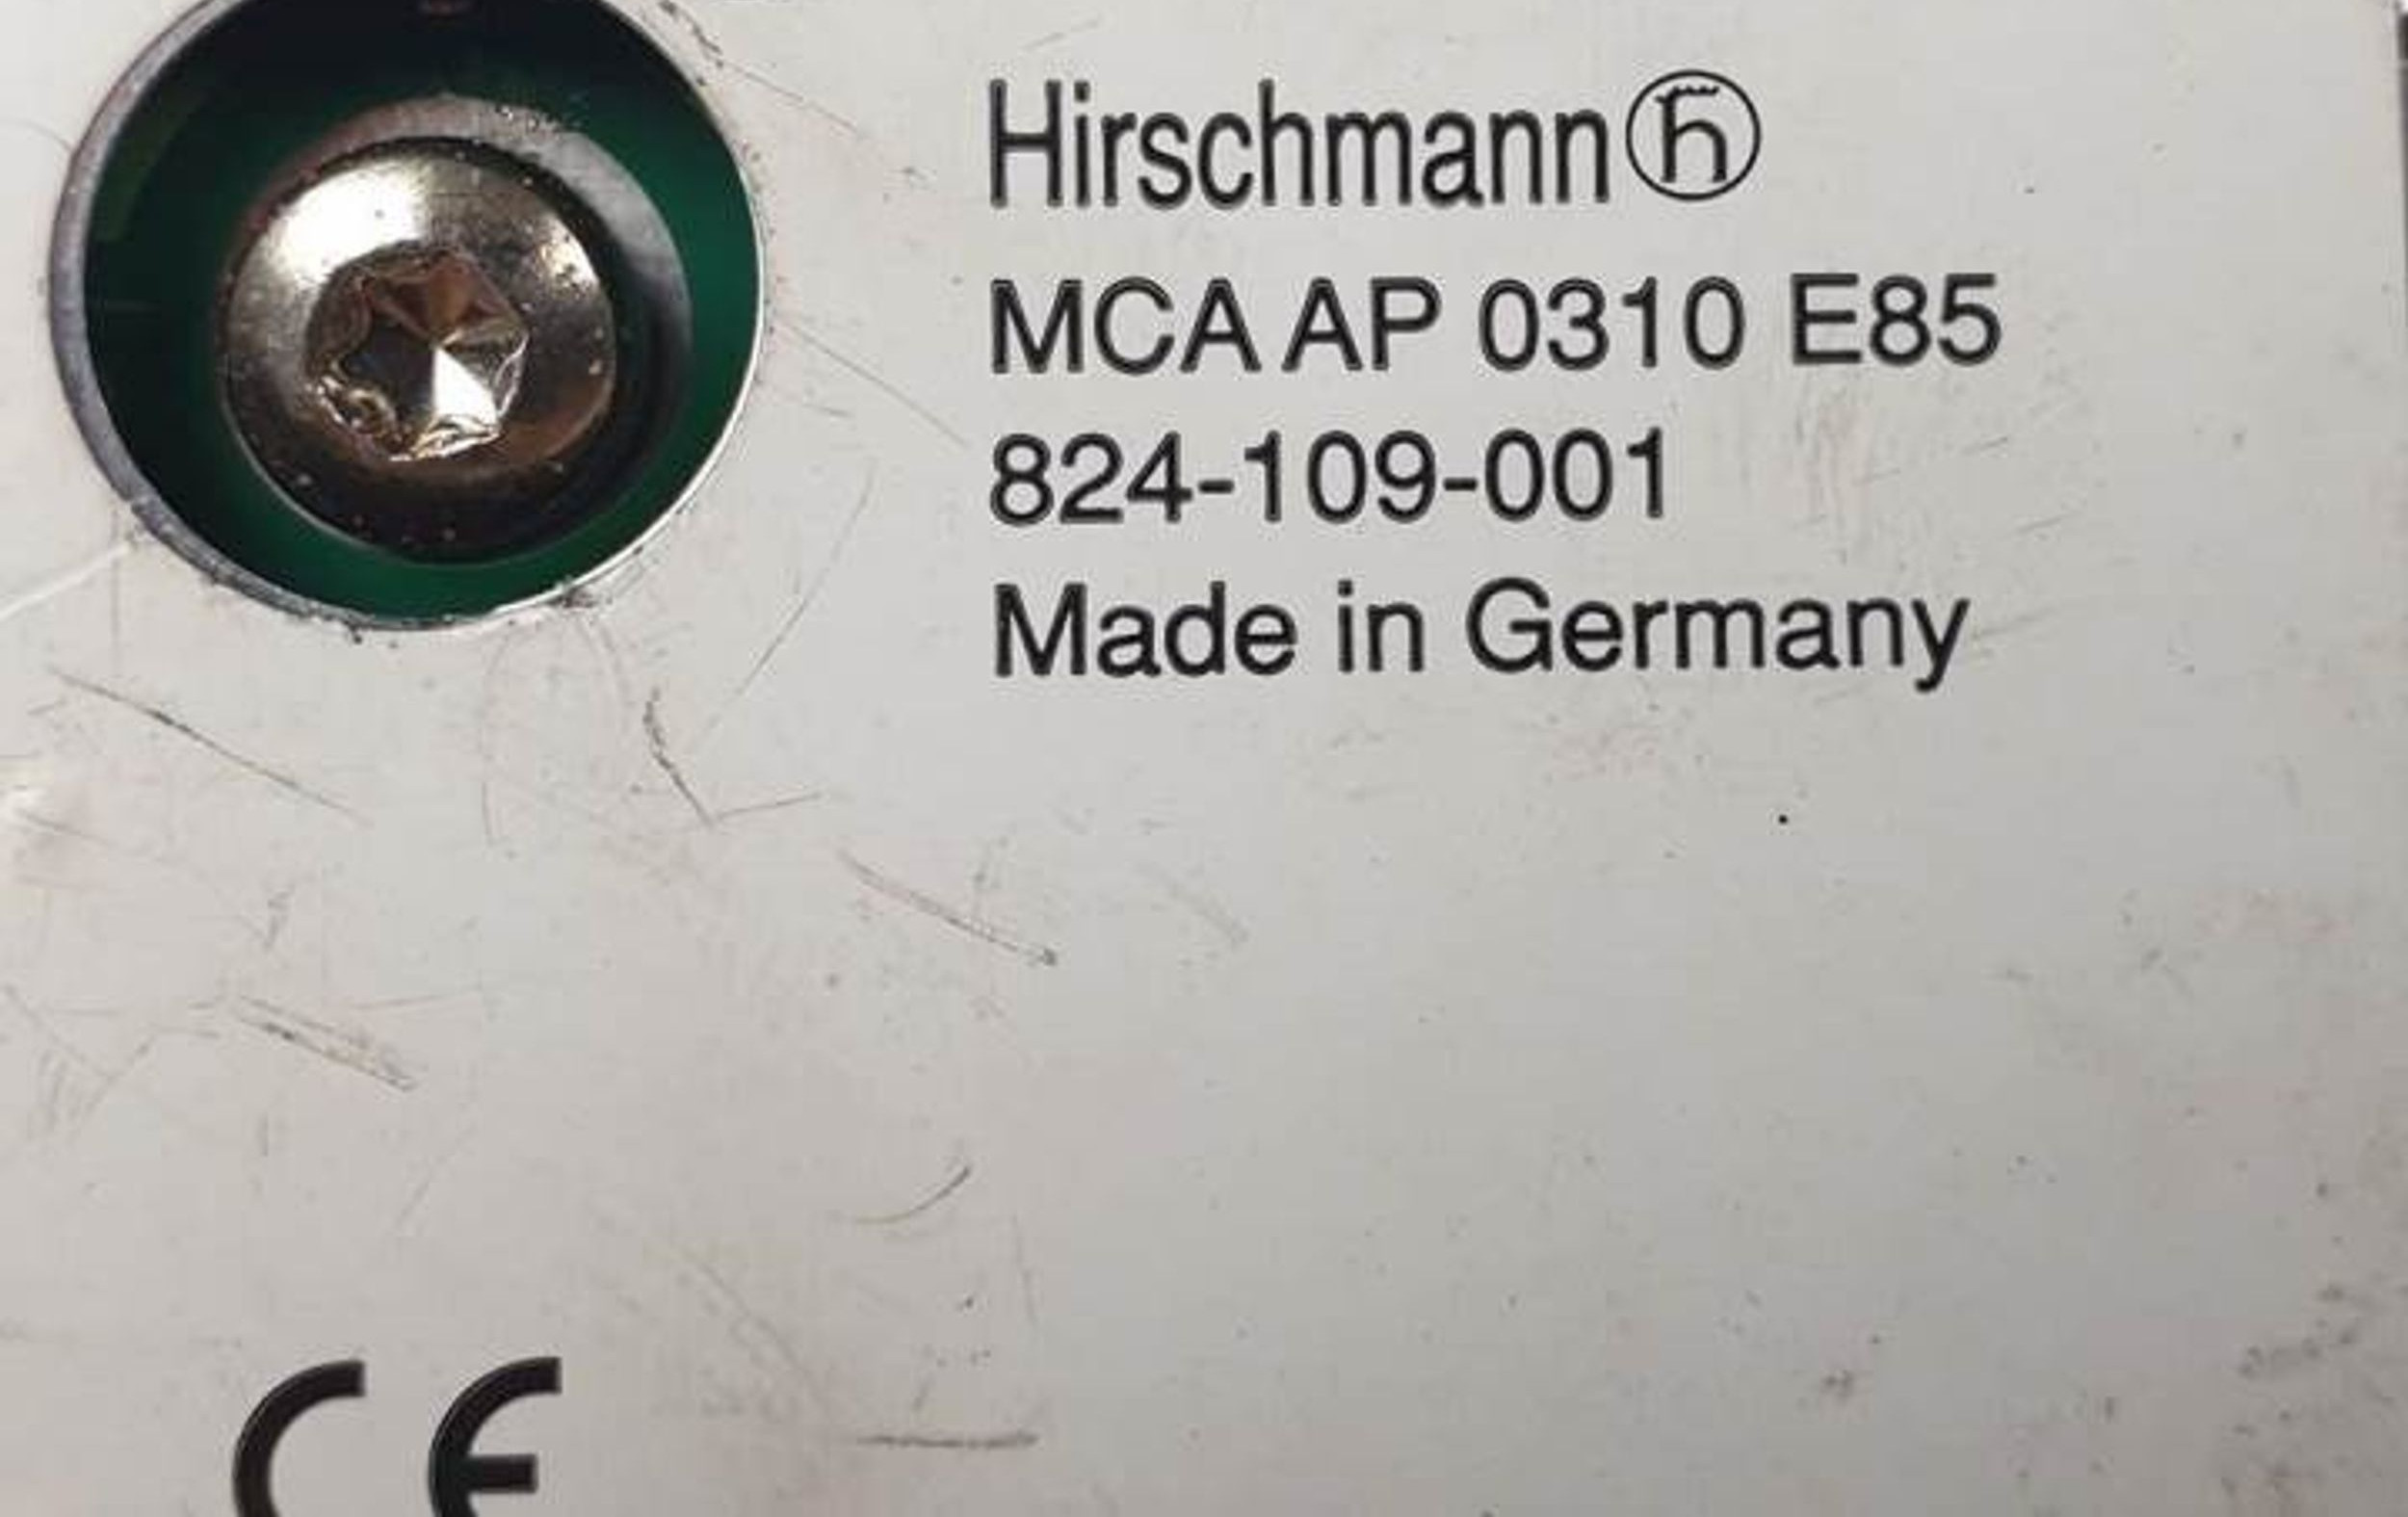 Hirschmann h
MCA AP 0310 E85
824-109-001
Made in Germany
CE